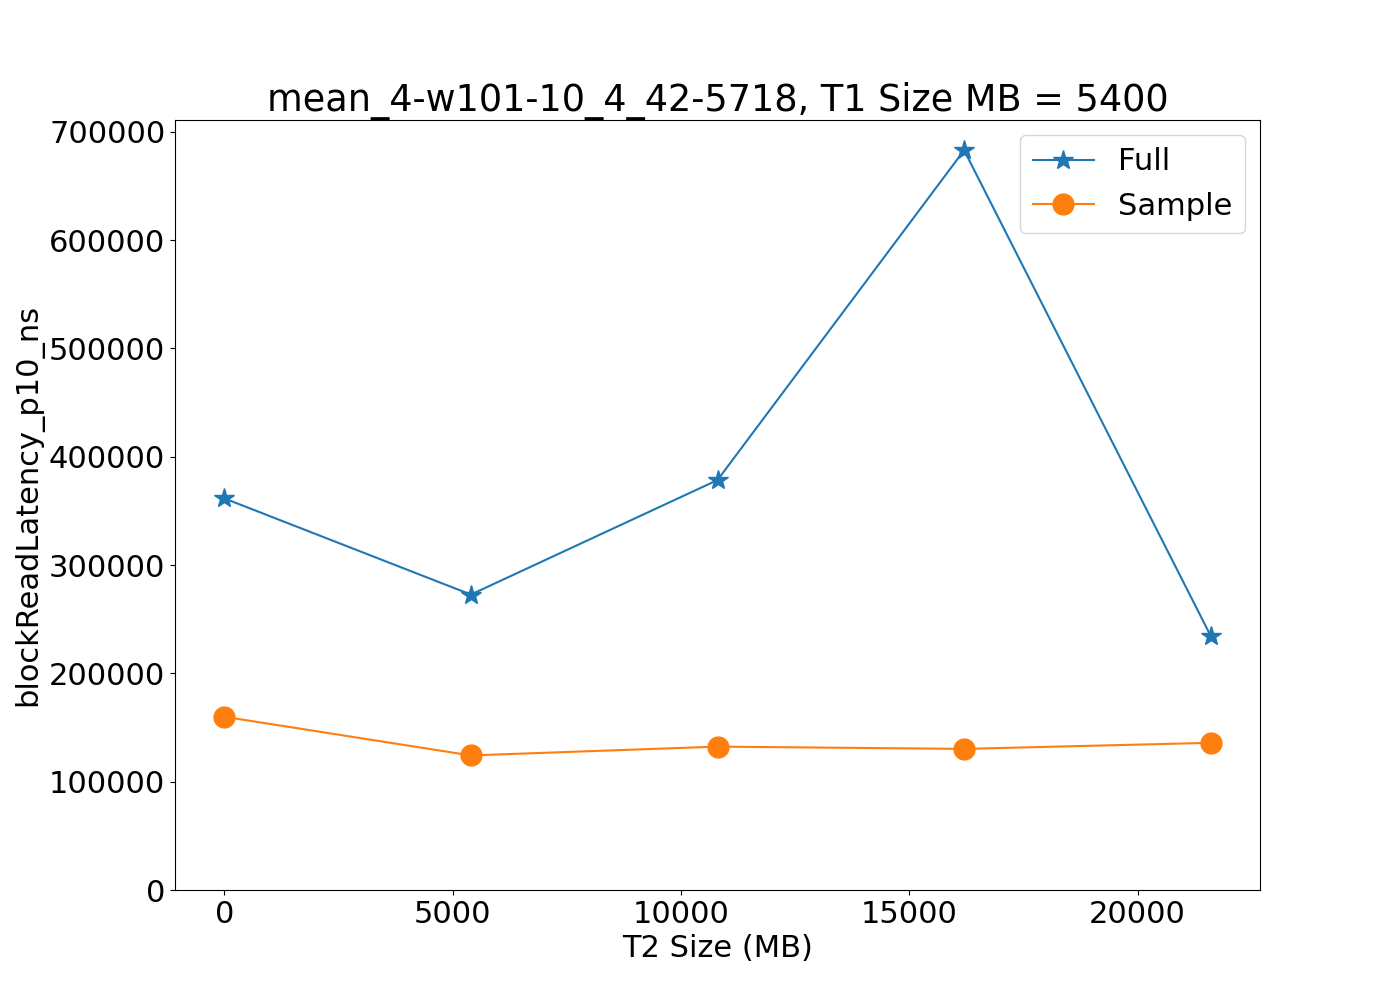 mean_4-w101-10_4_42-5718, T1 Size MB = 5400
Full
Sample
blockReadLatency_p10_ns
700000
600000
500000
400000
300000
200000
100000
0
0 5000 10000 15000 20000
T2 Size (MB)